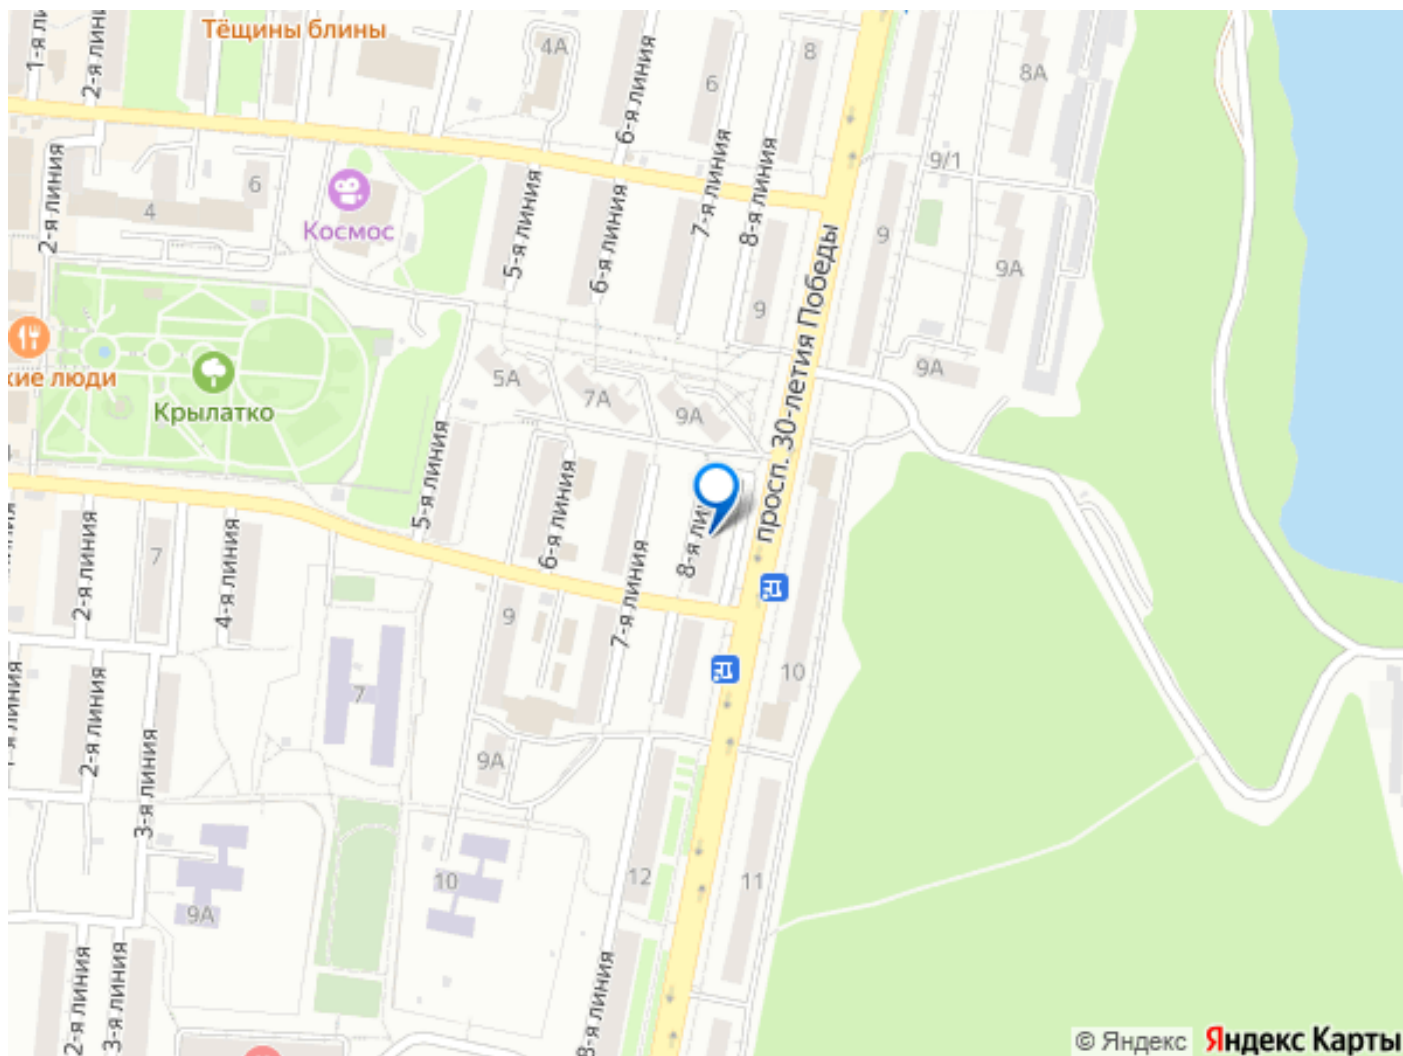 Тёщины блины
1-я ли
2-я линия
4А
6-я линия
6
8
8А
7-я линия
8-я линия
9/1
2-я линия
6
4
Космос
5-я линия
6-я линия
9
9
9А
просп. 30-летия Победы
кие люди
Крылатко
5А
7А
9А
9А
5-я линия
6-я линия
8-я ли
2-я линия
7
4-я линия
7-я линия
9
7
10
2-я линия
3-я линия
9А
9А
10
12
11
2-я линия
3-я линия
8-я линия
© Яндекс Яндекс Карты